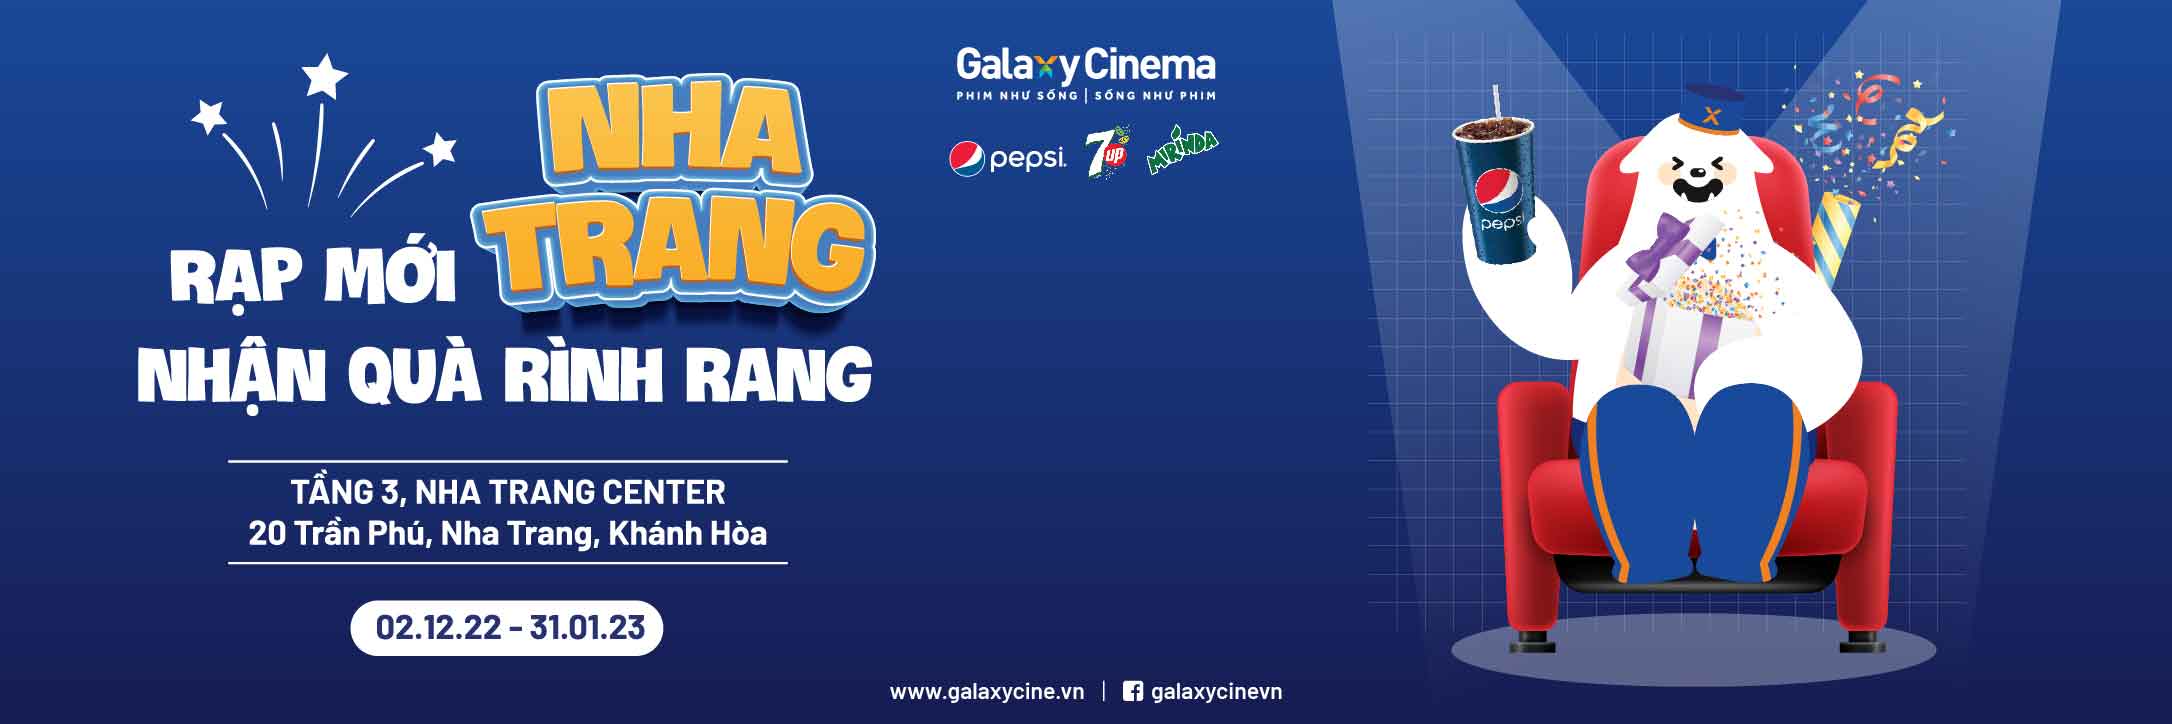 NHA
TRANG
RẠP MỚI
NHẬN QUÀ RÌNH RANG
TẦNG 3, NHA TRANG CENTER
20 Trần Phú, Nha Trang, Khánh Hòa
02.12.22 - 31.01.23
Galaxy Cinema
PHIM NHƯ SỐNG | SỐNG NHƯ PHIM
pepsi. 7up MIRINDA
X
pepsi
www.galaxycine.vn | galaxycinevn